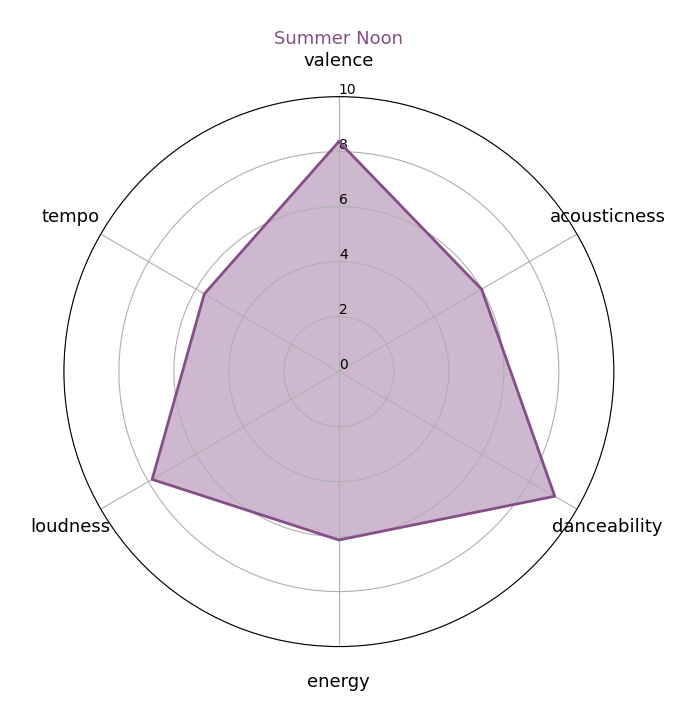 Summer Noon
valence
10
8
acousticness
tempo
6
4
2
0
loudness
danceability
energy